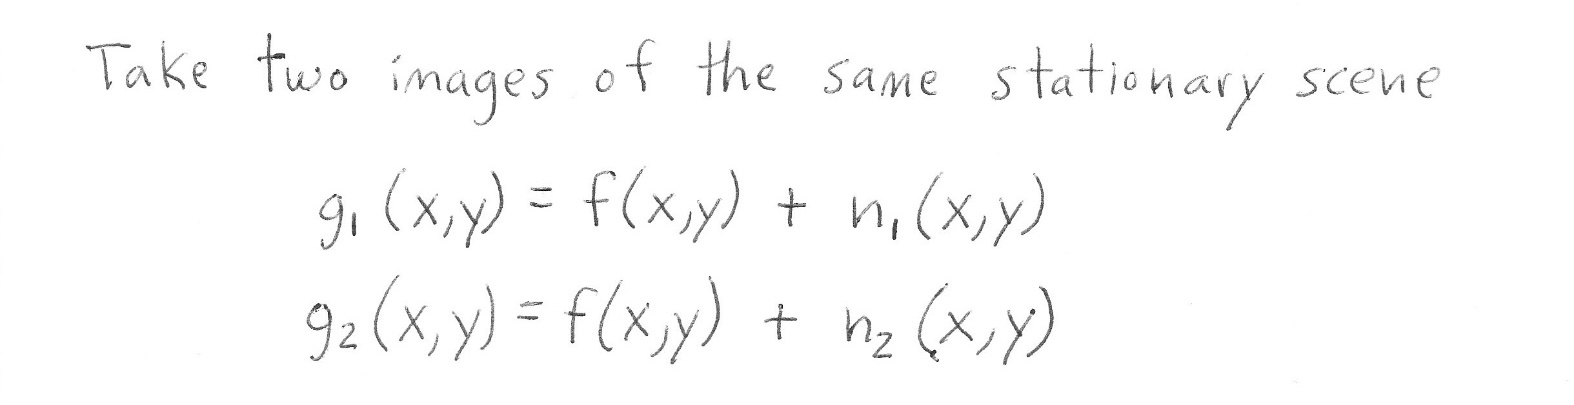 Take two images of the same stationary scene
g₁(x,y) = f(x,y) + n₁(x,y)
g₂(x,y) = f(x,y) + n₂(x,y)